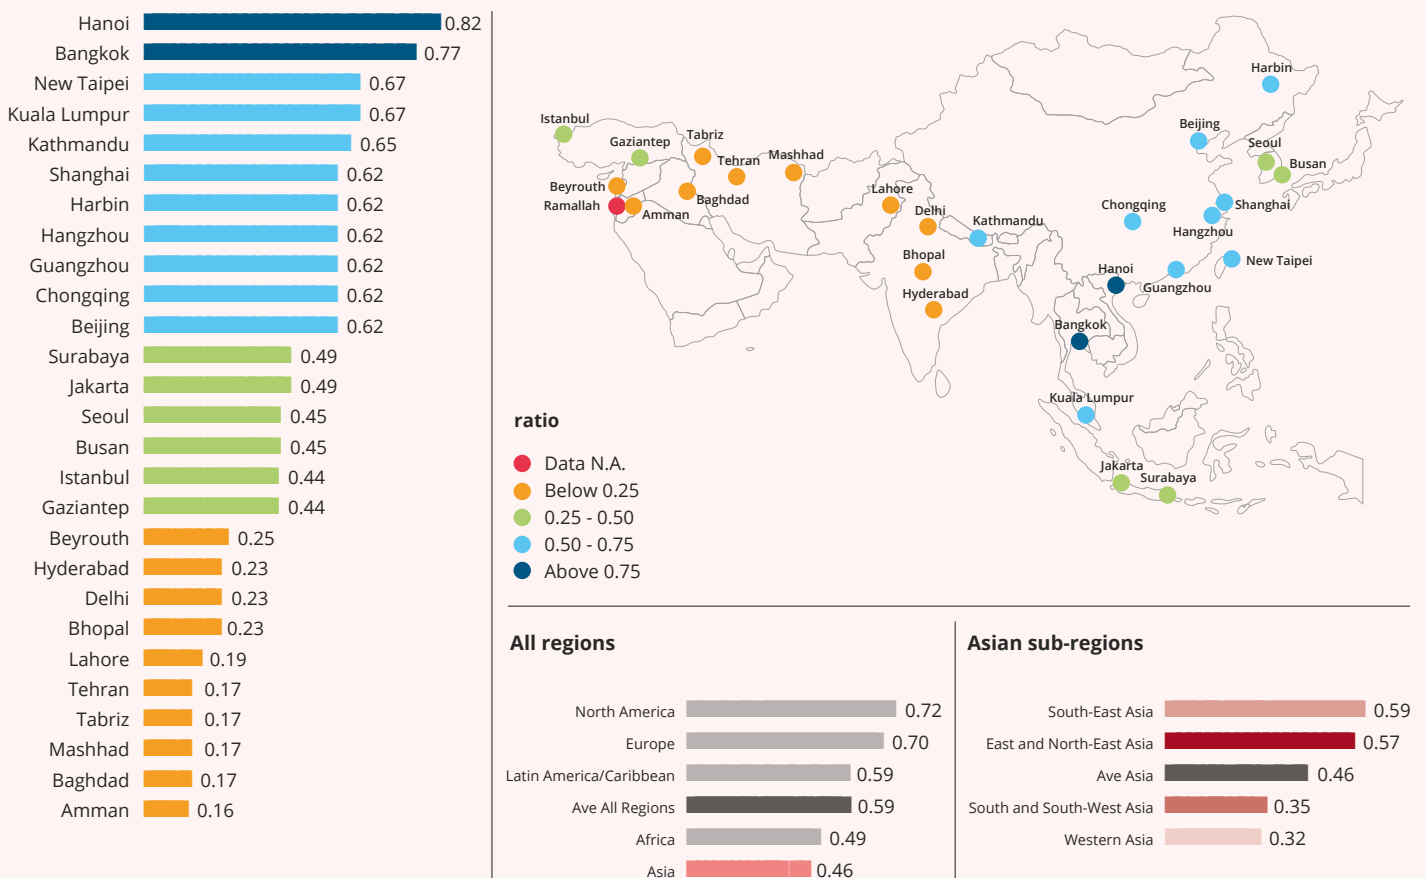 Hanoi 0.82
Bangkok 0.77
New Taipei 0.67
Kuala Lumpur 0.67
Kathmandu 0.65
Shanghai 0.62
Harbin 0.62
Hangzhou 0.62
Guangzhou 0.62
Chongqing 0.62
Beijing 0.62
Surabaya 0.49
Jakarta 0.49
Seoul 0.45
Busan 0.45
Istanbul 0.44
Gaziantep 0.44
Beyrouth 0.25
Hyderabad 0.23
Delhi 0.23
Bhopal 0.23
Lahore 0.19
Tehran 0.17
Tabriz 0.17
Mashhad 0.17
Baghdad 0.17
Amman 0.16
Harbin
Istanbul
Beijing
Gaziantep
Tabriz
Seoul
Tehran
Mashhad
Busan
Beyrouth
Lahore
Baghdad
Ramallah
Amman
Delhi
Chongqing
Shanghai
Kathmandu
Hangzhou
Bhopal
New Taipei
Hanoi
Guangzhou
Hyderabad
Bangkok
Kuala Lumpur
Jakarta
Surabaya
ratio
Data N.A.
Below 0.25
0.25 - 0.50
0.50 - 0.75
Above 0.75
All regions
North America 0.72
Europe 0.70
Latin America/Caribbean 0.59
Ave All Regions 0.59
Africa 0.49
Asia 0.46
Asian sub-regions
South-East Asia 0.59
East and North-East Asia 0.57
Ave Asia 0.46
South and South-West Asia 0.35
Western Asia 0.32